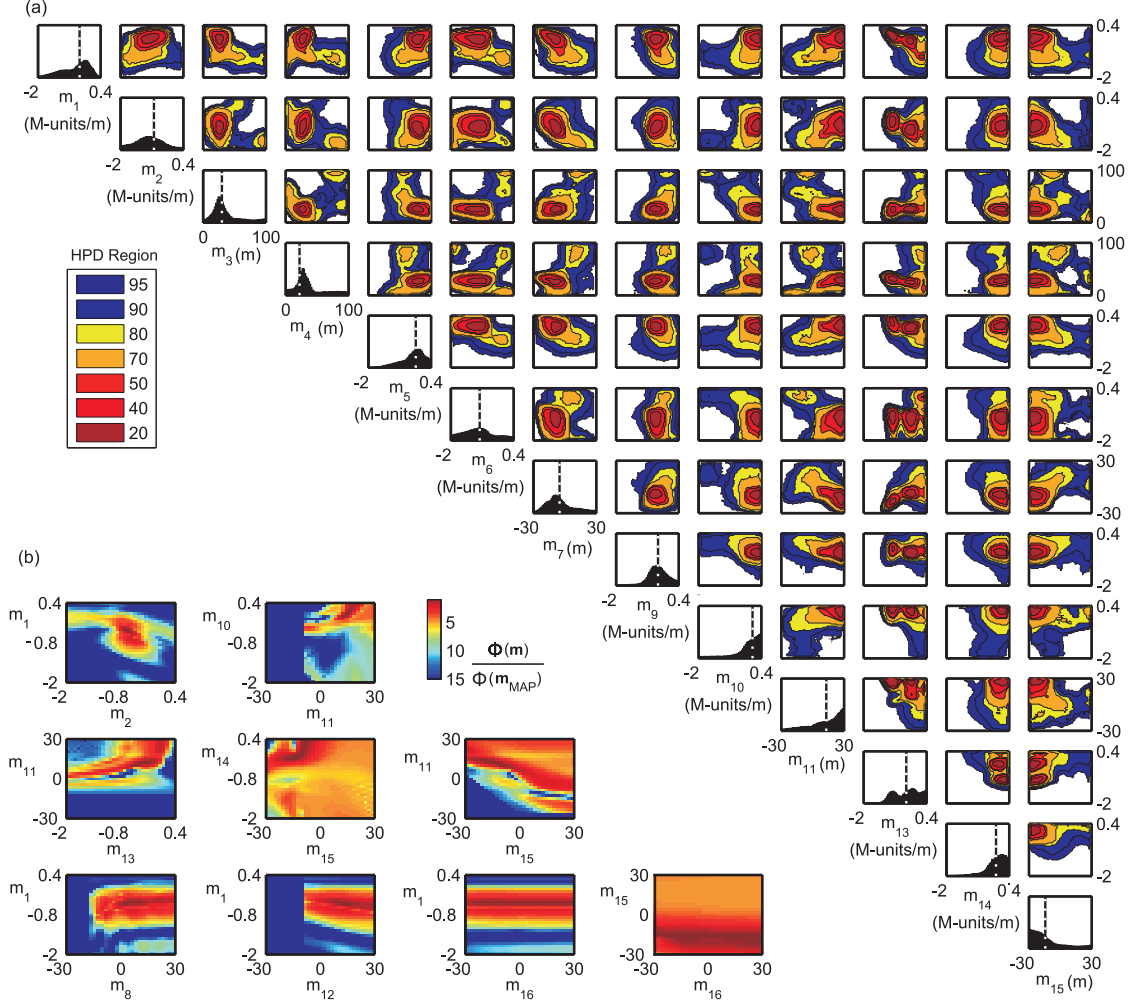 (a)
0.4
-2
-2 0.4
m1
(M-units/m)
0.4
-2
-2 0.4
m2
(M-units/m)
100
0
0 100
m3 (m)
100
0
0 100
m4 (m)
HPD Region
95
90
80
70
50
40
20
0.4
-2
-2 0.4
m5
(M-units/m)
0.4
-2
-2 0.4
m6
(M-units/m)
30
-30
-30 30
m7 (m)
0.4
-2
-2 0.4
m9
(M-units/m)
0.4
-2
-2 0.4
m10
(M-units/m)
30
-30
-30 30
m11 (m)
0.4
-2
-2 0.4
m13
(M-units/m)
0.4
-2
-2 0.4
m14
(M-units/m)
-30 30
m15 (m)
(b)
m1
0.4
-0.8
-2
-2 -0.8 0.4
m2
m10
0.4
-0.8
-2
-30 0 30
m11
5
10
15
Φ(m)
Φ(mMAP)
m11
30
0
-30
-2 -0.8 0.4
m13
m14
0.4
-0.8
-2
-30 0 30
m15
m11
30
0
-30
-30 0 30
m15
m1
0.4
-0.8
-2
-30 0 30
m8
m1
0.4
-0.8
-2
-30 0 30
m12
m1
0.4
-0.8
-2
-30 0 30
m16
m15
30
0
-30
-30 0 30
m16